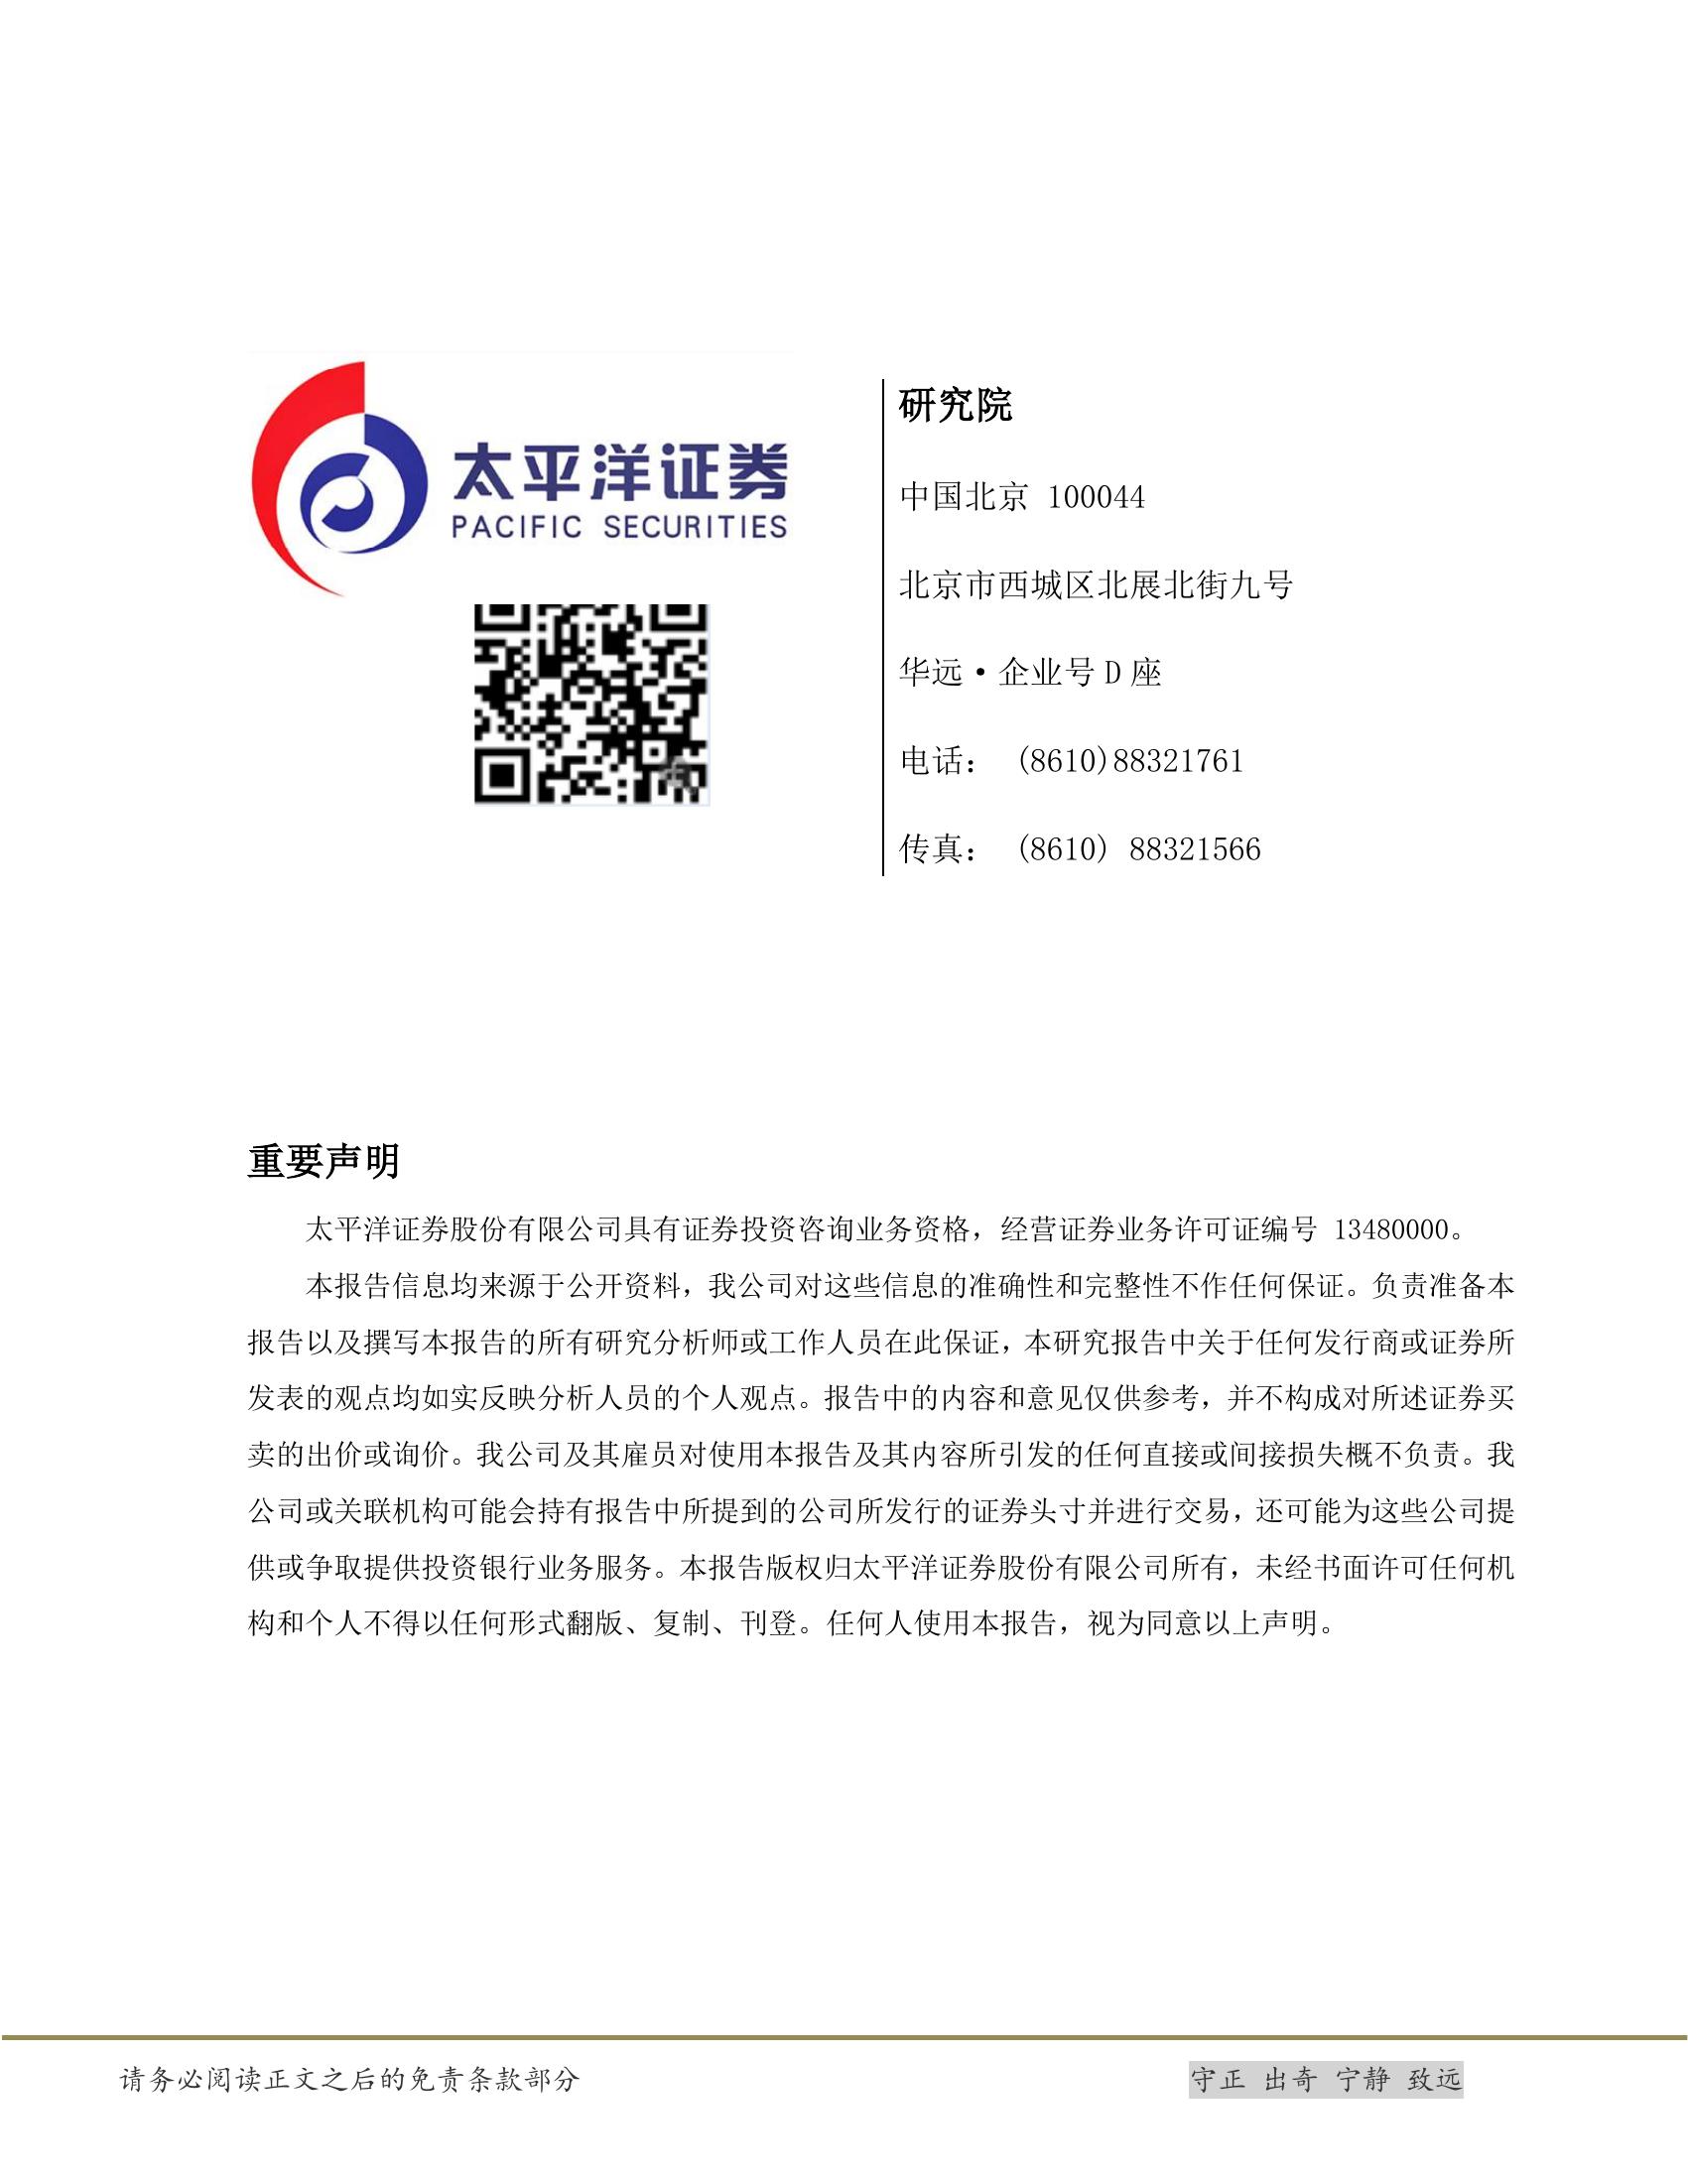 太平洋证券
PACIFIC SECURITIES
研究院
中国北京 100044
北京市西城区北展北街九号
华远·企业号 D 座
电话： (8610)88321761
传真： (8610) 88321566
重要声明
太平洋证券股份有限公司具有证券投资咨询业务资格，经营证券业务许可证编号 13480000。
本报告信息均来源于公开资料，我公司对这些信息的准确性和完整性不作任何保证。负责准备本
报告以及撰写本报告的所有研究分析师或工作人员在此保证，本研究报告中关于任何发行商或证券所
发表的观点均如实反映分析人员的个人观点。报告中的内容和意见仅供参考，并不构成对所述证券买
卖的出价或询价。我公司及其雇员对使用本报告及其内容所引发的任何直接或间接损失概不负责。我
公司或关联机构可能会持有报告中所提到的公司所发行的证券头寸并进行交易，还可能为这些公司提
供或争取提供投资银行业务服务。本报告版权归太平洋证券股份有限公司所有，未经书面许可任何机
构和个人不得以任何形式翻版、复制、刊登。任何人使用本报告，视为同意以上声明。
请务必阅读正文之后的免责条款部分
守正 出奇 宁静 致远